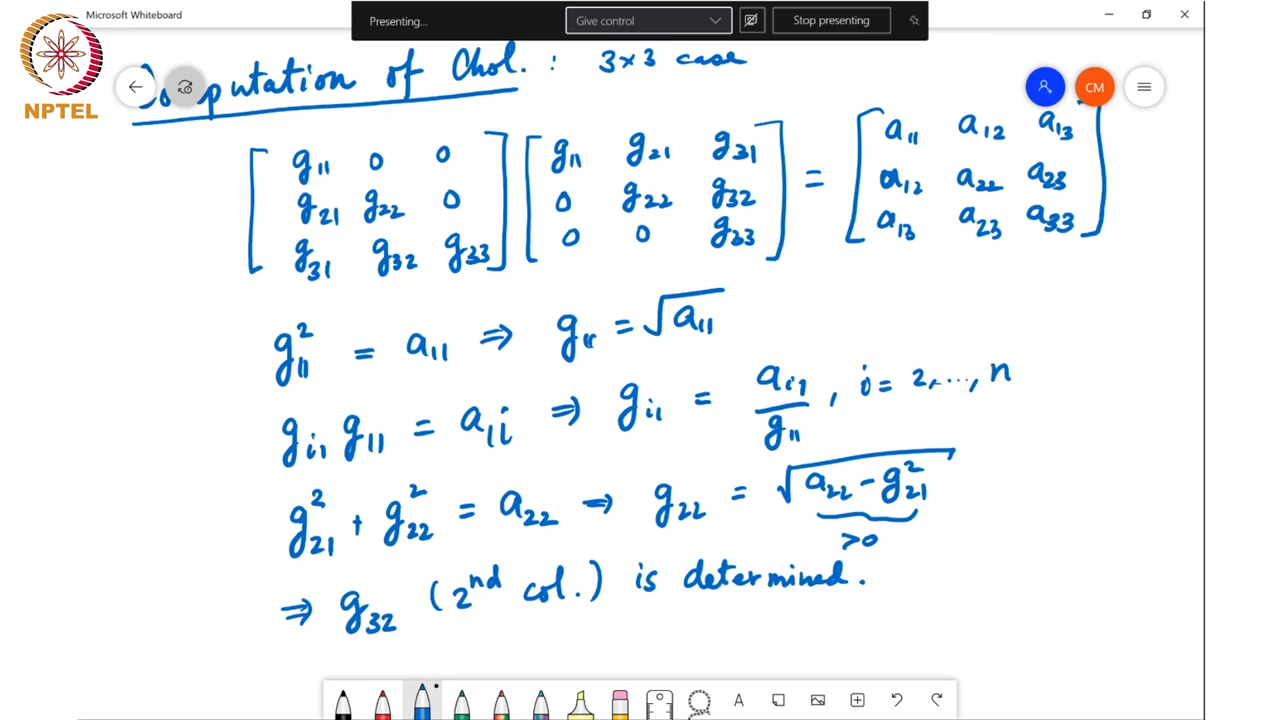 Microsoft Whiteboard
Presenting...
Give control
Stop presenting
NPTEL
CM
Computation of Chol. : 3×3 case
[ g11 0 0 ] [ g11 g21 g31 ] = [ a11 a12 a13 ]
[ g21 g22 0 ] [ 0 g22 g32 ] [ a12 a22 a23 ]
[ g31 g32 g33 ] [ 0 0 g33 ] [ a13 a23 a33 ]
g11² = a11 ⇒ g11 = √a11
gi1 g11 = a1i ⇒ gi1 = ai1 / g11 , i = 2, ..., n
g21² + g22² = a22 ⇒ g22 = √(a22 - g21²)
>0
⇒ g32 (2nd col.) is determined.
A